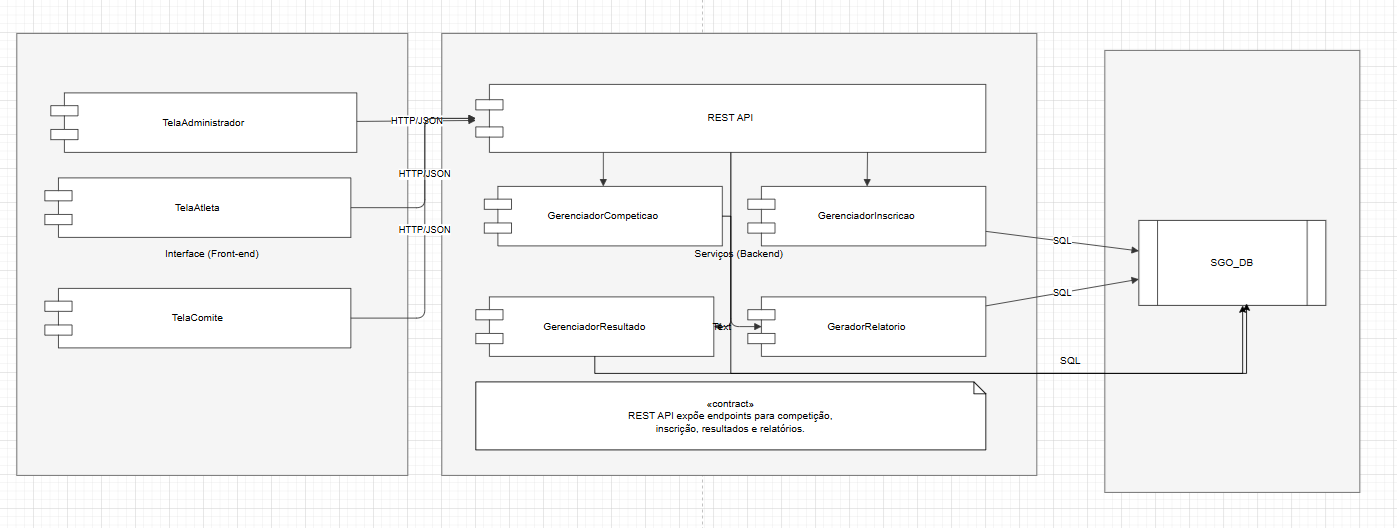 TelaAdministrador
HTTP/JSON
REST API
HTTP/JSON
TelaAtleta
GerenciadorCompeticao
GerenciadorInscricao
HTTP/JSON
SQL
Interface (Front-end)
Serviços (Backend)
SGO_DB
SQL
TelaComite
GerenciadorResultado
Text
GeradorRelatorio
SQL
«contract»
REST API expõe endpoints para competição,
inscrição, resultados e relatórios.